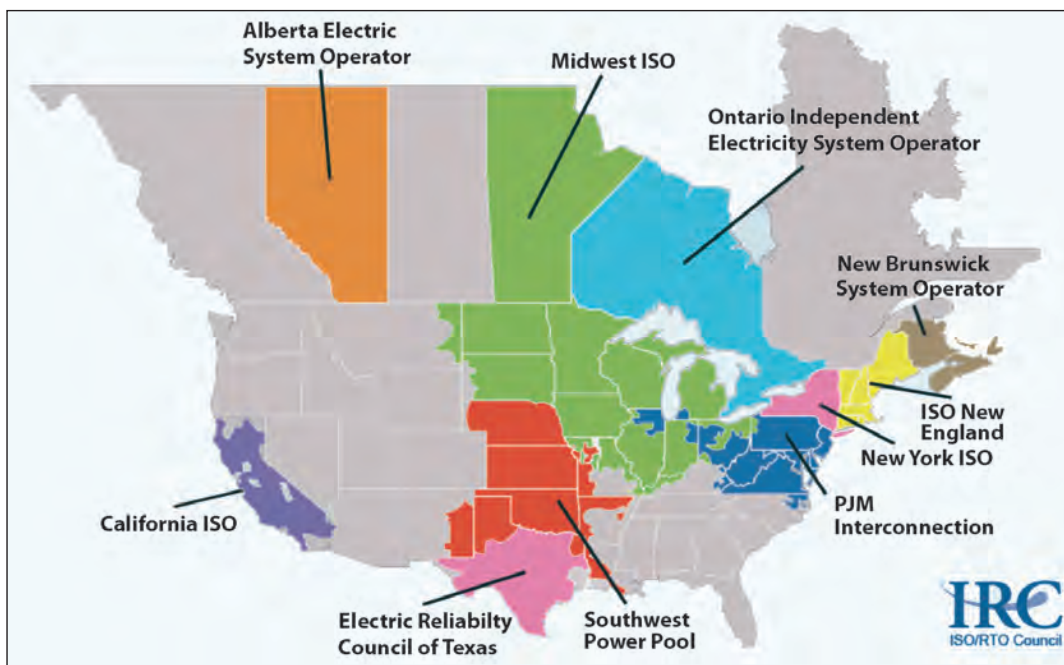 Alberta Electric
System Operator
Midwest ISO
Ontario Independent
Electricity System Operator
New Brunswick
System Operator
ISO New
England
New York ISO
PJM
Interconnection
California ISO
Electric Reliabilty
Council of Texas
Southwest
Power Pool
IRC
ISO/RTO Council